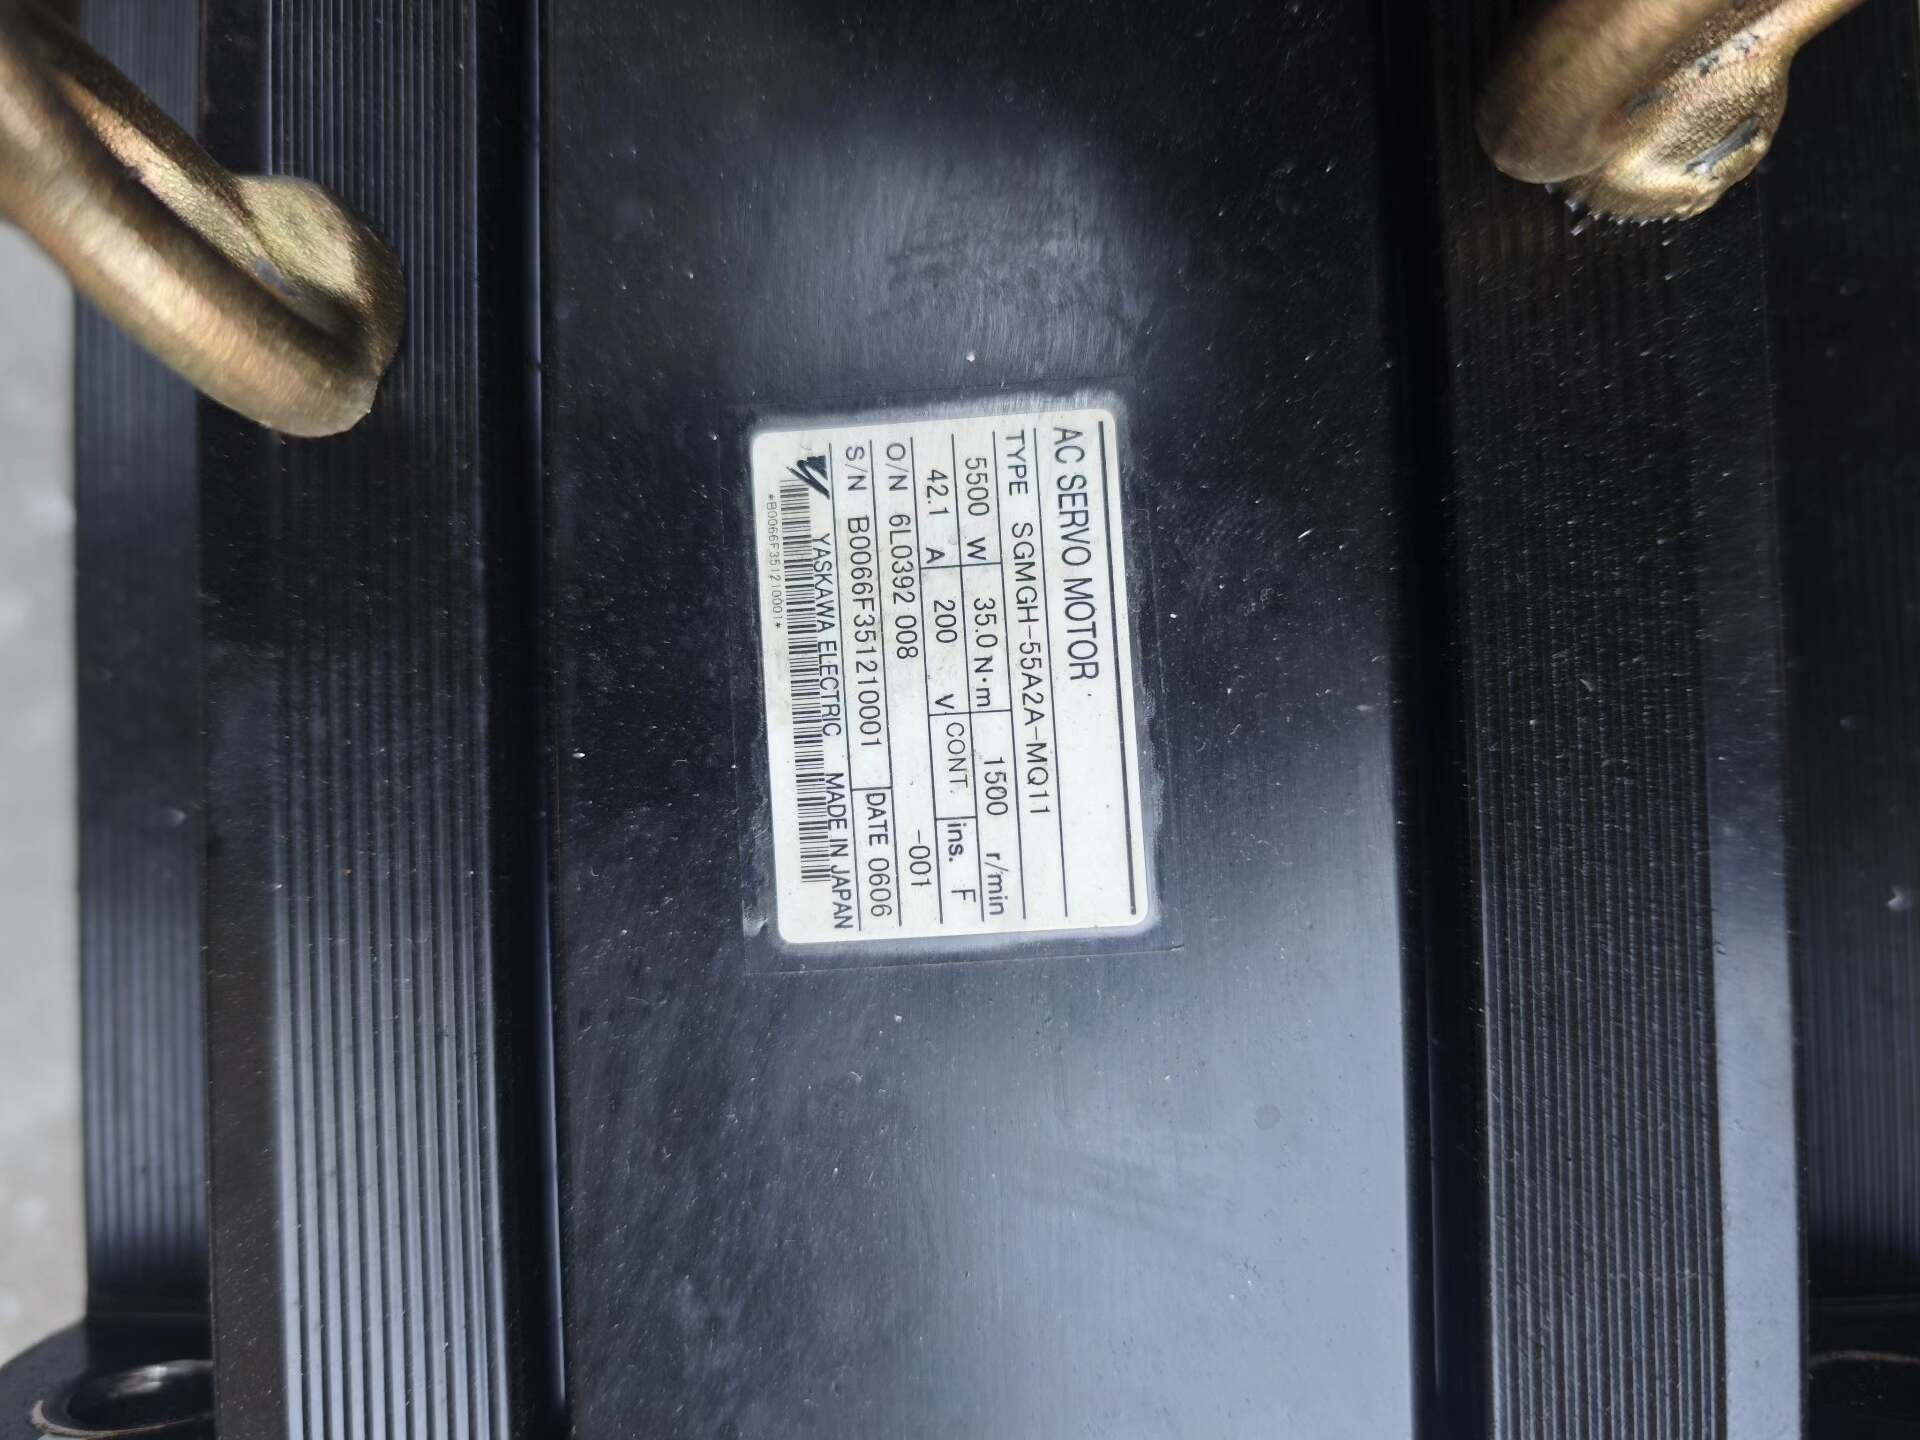 AC SERVO MOTOR
TYPE SGMGH-55A2A-MQ11
5500 W 35.0 N·m 1500 r/min
42.1 A 200 V CONT. ins. F
O/N 6L0392 008 -001
S/N B0066F351210001 DATE 0606
YASKAWA ELECTRIC MADE IN JAPAN
*B0066F351210001*